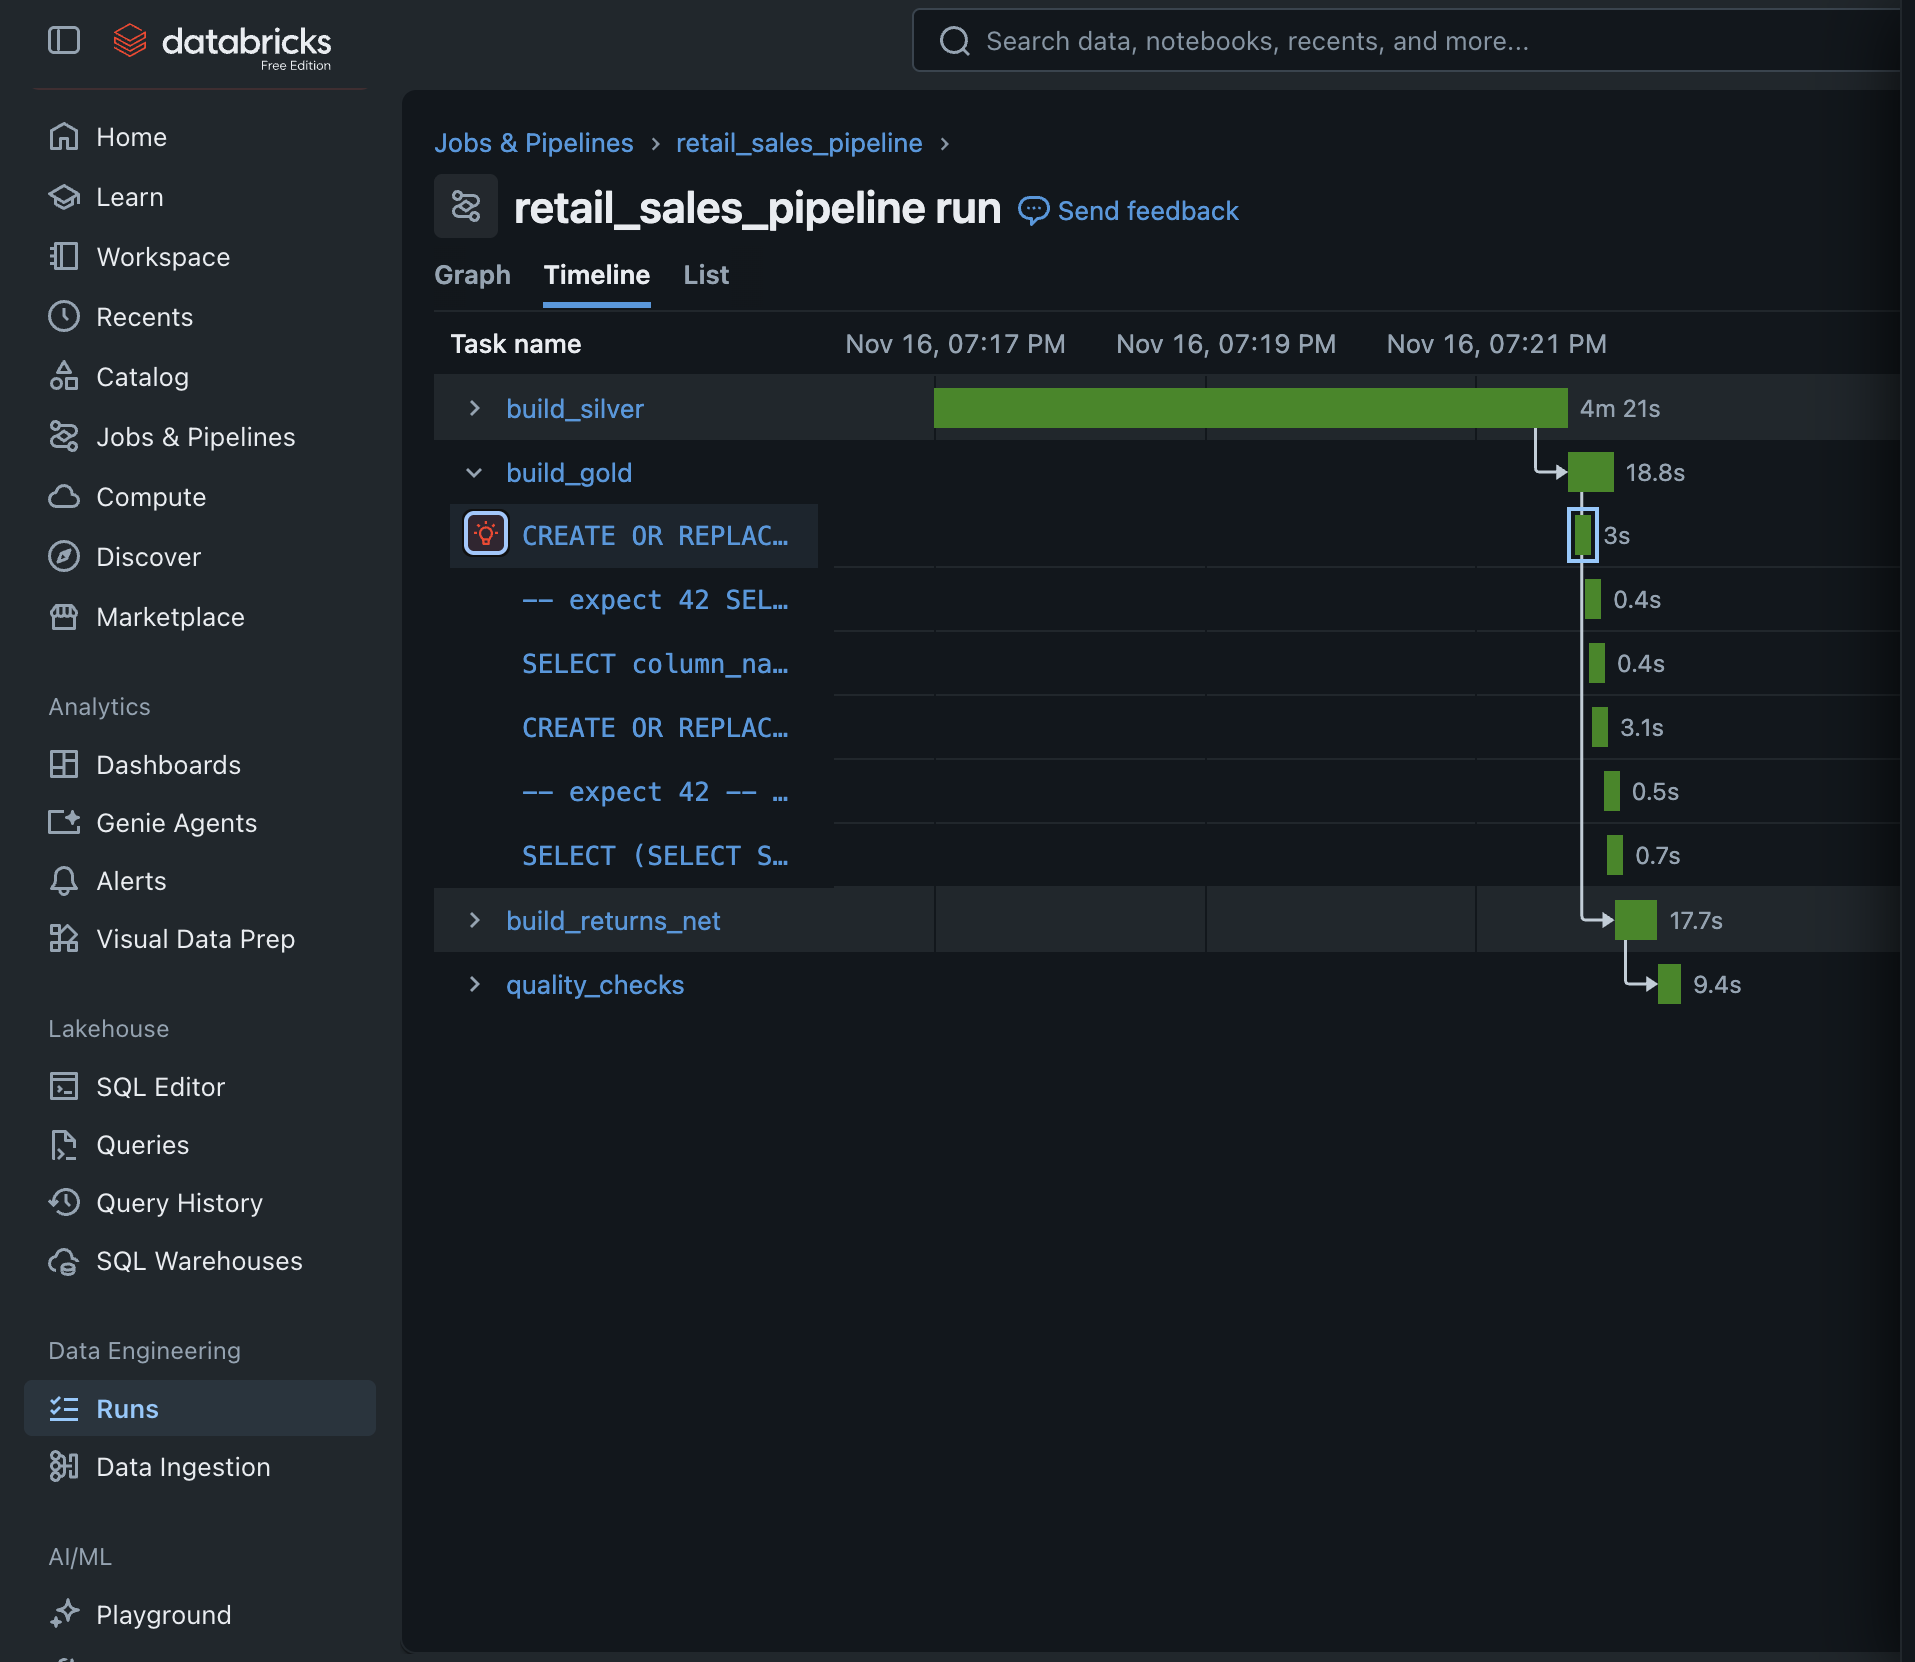 databricks
Free Edition
Search data, notebooks, recents, and more...
Home
Learn
Workspace
Recents
Catalog
Jobs & Pipelines
Compute
Discover
Marketplace
Analytics
Dashboards
Genie Agents
Alerts
Visual Data Prep
Lakehouse
SQL Editor
Queries
Query History
SQL Warehouses
Data Engineering
Runs
Data Ingestion
AI/ML
Playground
Jobs & Pipelines > retail_sales_pipeline >
retail_sales_pipeline run Send feedback
Graph Timeline List
Task name Nov 16, 07:17 PM Nov 16, 07:19 PM Nov 16, 07:21 PM
build_silver 4m 21s
build_gold 18.8s
CREATE OR REPLAC… 3s
-- expect 42 SEL… 0.4s
SELECT column_na… 0.4s
CREATE OR REPLAC… 3.1s
-- expect 42 -- … 0.5s
SELECT (SELECT S… 0.7s
build_returns_net 17.7s
quality_checks 9.4s